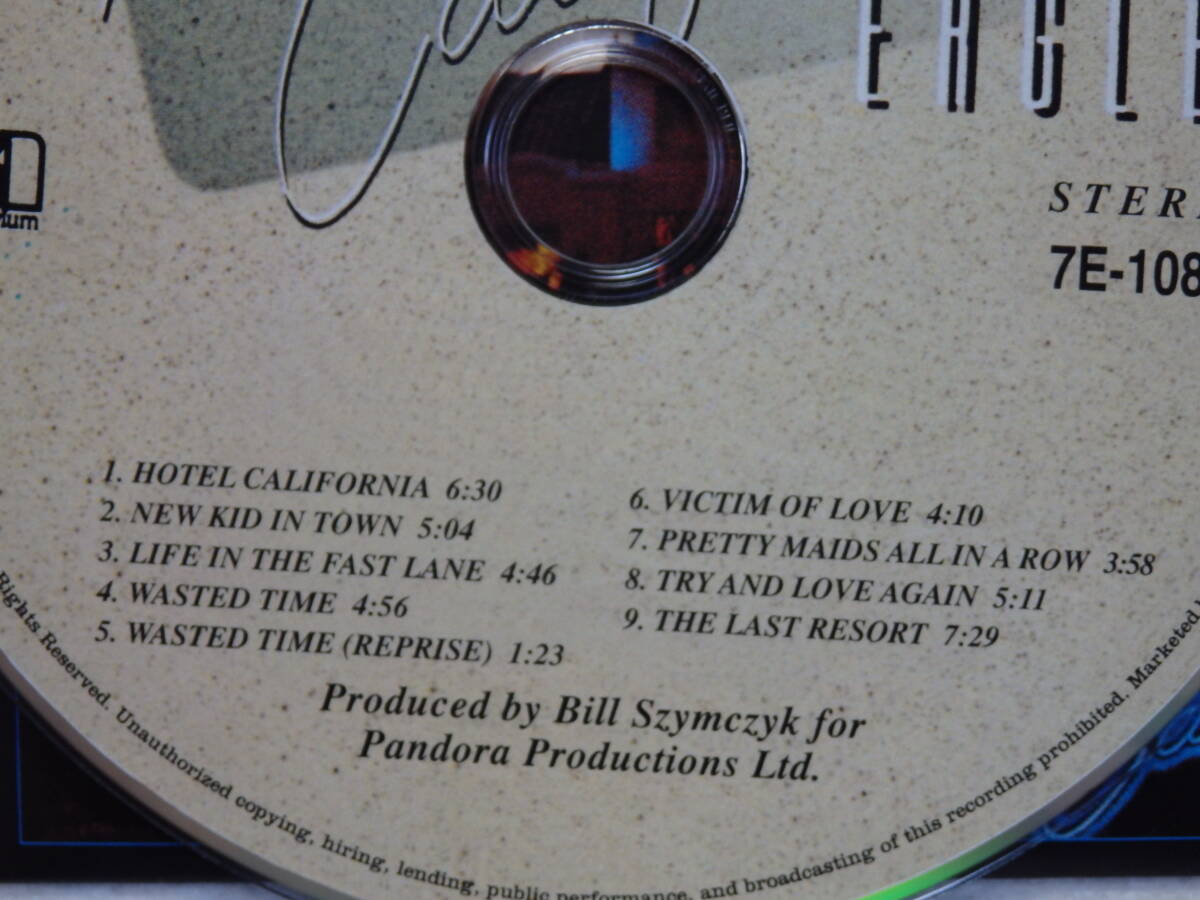 EAGLE
STER
7E-108
1. HOTEL CALIFORNIA 6:30
2. NEW KID IN TOWN 5:04
3. LIFE IN THE FAST LANE 4:46
4. WASTED TIME 4:56
5. WASTED TIME (REPRISE) 1:23
6. VICTIM OF LOVE 4:10
7. PRETTY MAIDS ALL IN A ROW 3:58
8. TRY AND LOVE AGAIN 5:11
9. THE LAST RESORT 7:29
Produced by Bill Szymczyk for
Pandora Productions Ltd.
Rights Reserved. Unauthorized copying, hiring, lending, public performance, and broadcasting of this recording prohibited. Marketed